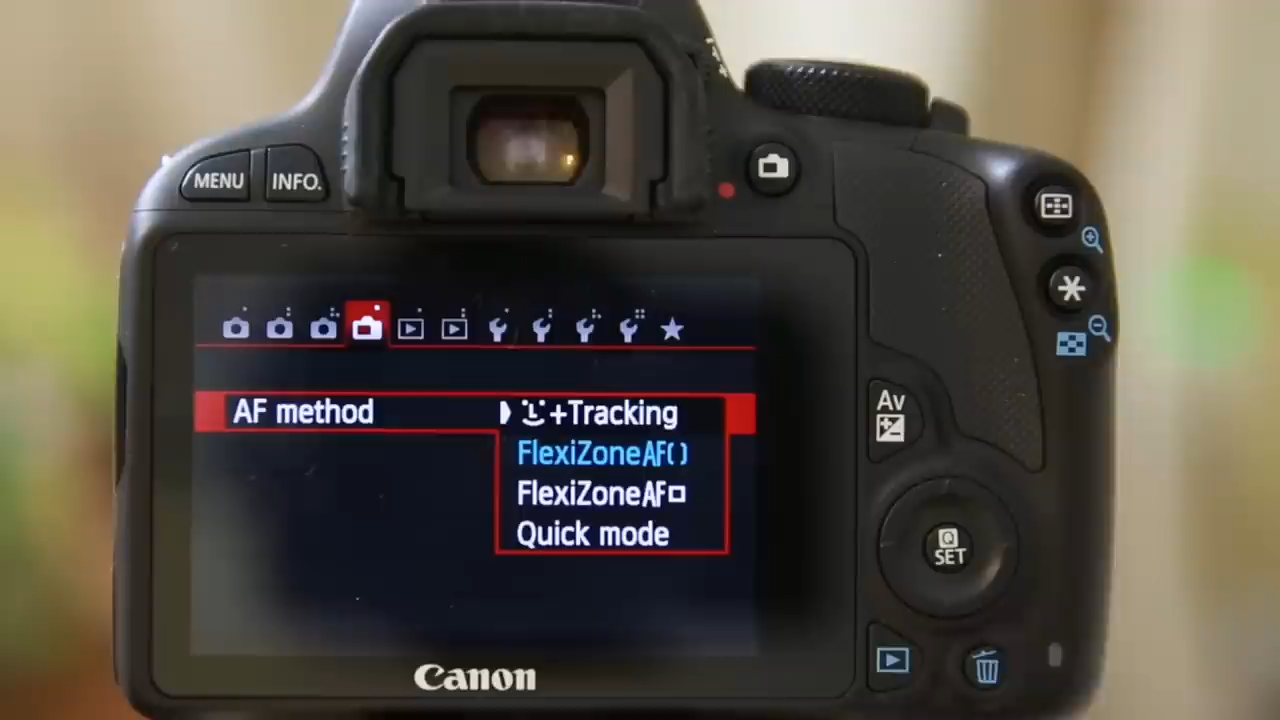 MENU
INFO.
AF method
+Tracking
FlexiZoneAF()
FlexiZoneAF
Quick mode
Av
Q
SET
Canon